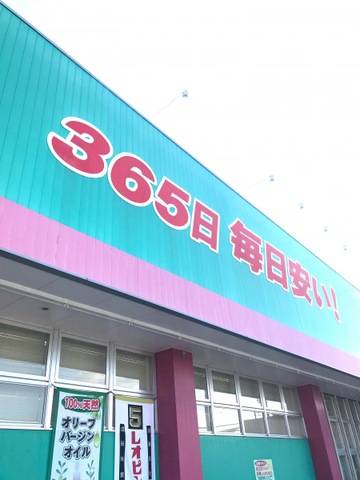 365日 毎日安い!
100%天然
オリーブ
バージン
オイル
レオピン